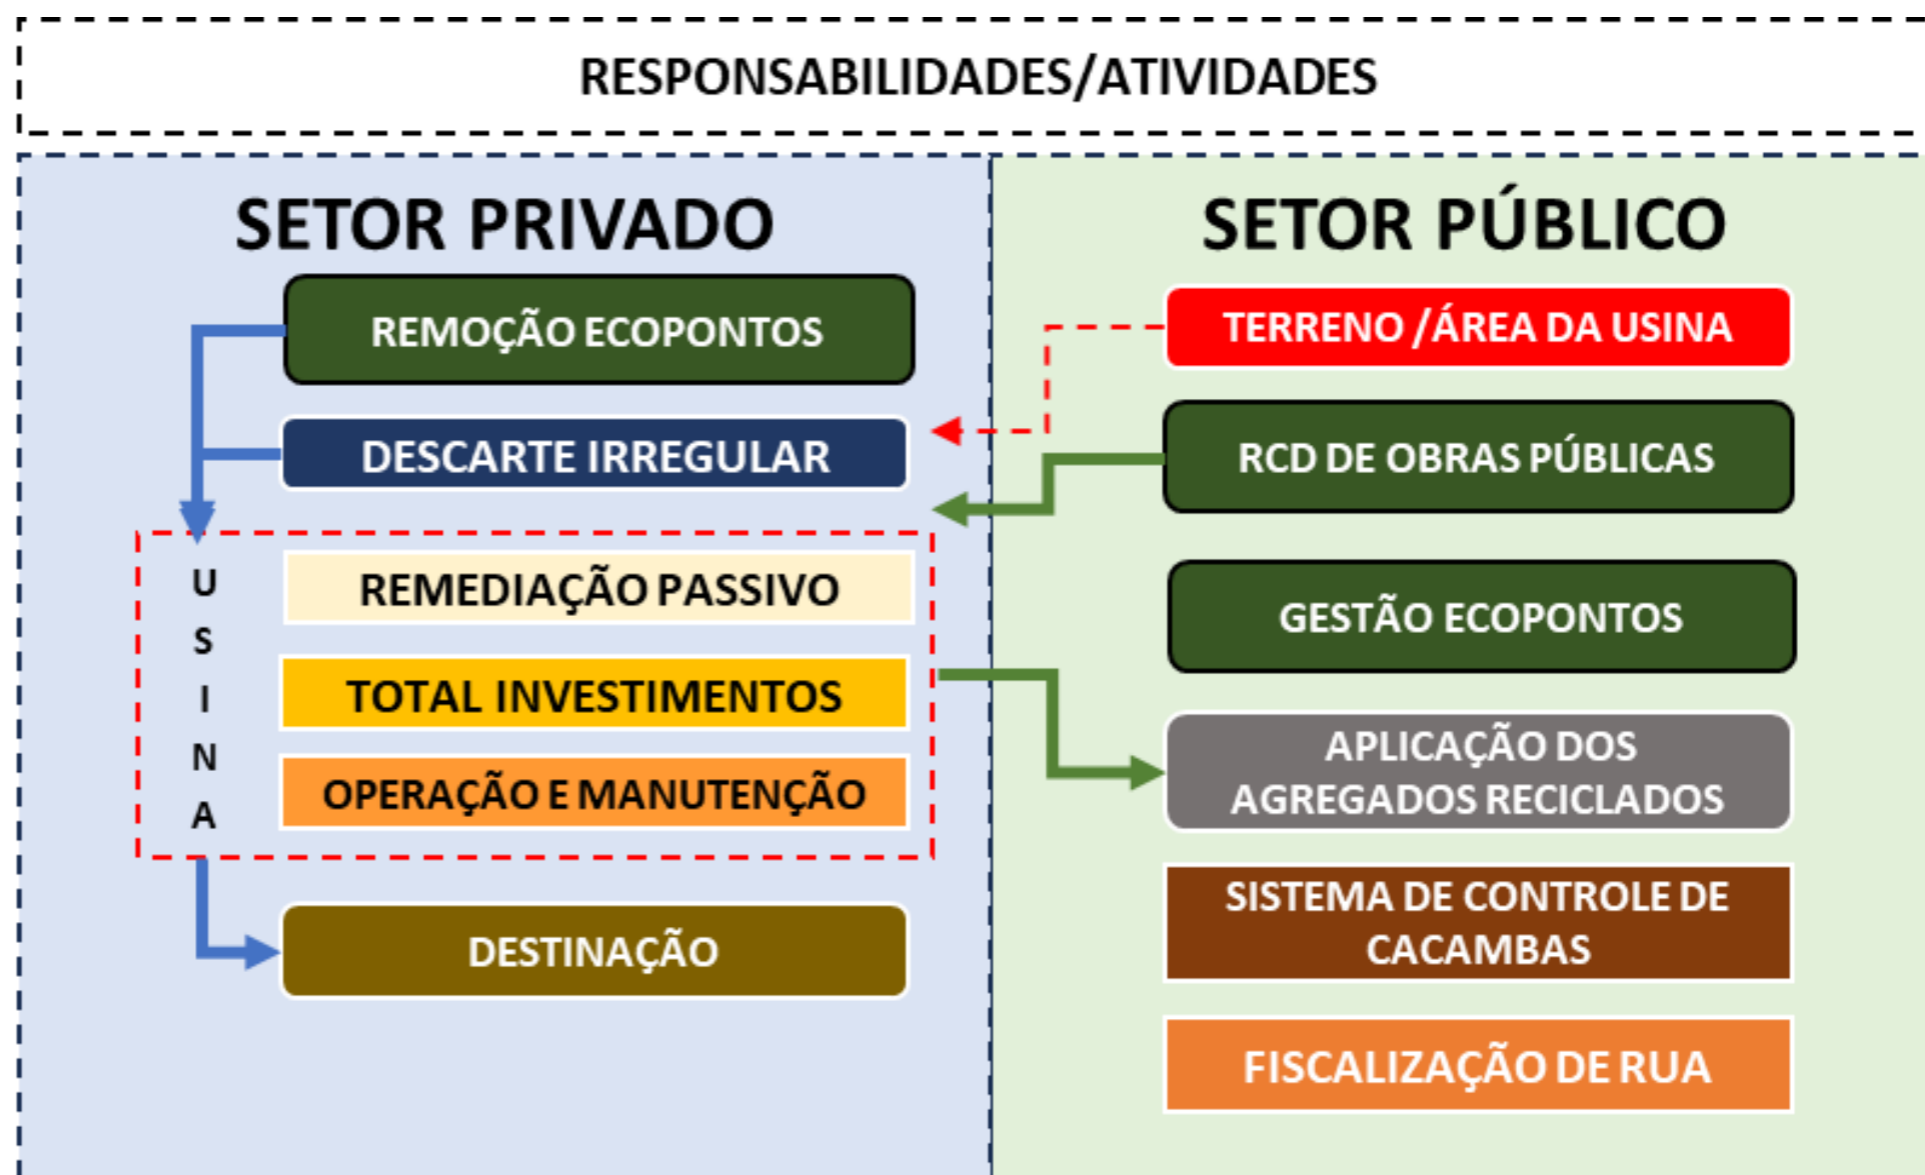 RESPONSABILIDADES/ATIVIDADES
SETOR PRIVADO
REMOÇÃO ECOPONTOS
DESCARTE IRREGULAR
U
S
I
N
A
REMEDIAÇÃO PASSIVO
TOTAL INVESTIMENTOS
OPERAÇÃO E MANUTENÇÃO
DESTINAÇÃO
SETOR PÚBLICO
TERRENO /ÁREA DA USINA
RCD DE OBRAS PÚBLICAS
GESTÃO ECOPONTOS
APLICAÇÃO DOS
AGREGADOS RECICLADOS
SISTEMA DE CONTROLE DE
CACAMBAS
FISCALIZAÇÃO DE RUA